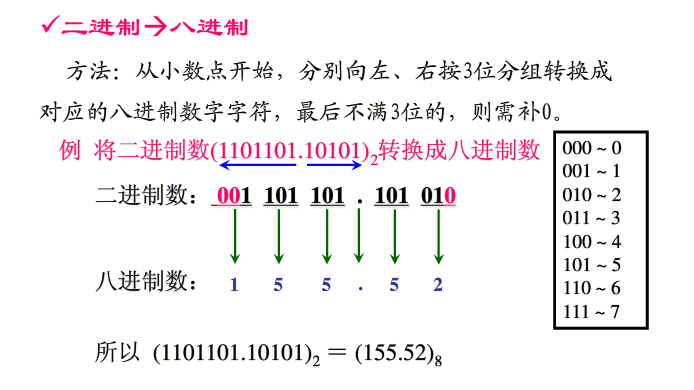 ✓二进制→八进制
方法：从小数点开始，分别向左、右按3位分组转换成
对应的八进制数字字符，最后不满3位的，则需补0。
例 将二进制数(1101101.10101)₂转换成八进制数
二进制数： 001 101 101 . 101 010
八进制数： 1 5 5 . 5 2
所以 (1101101.10101)₂ = (155.52)₈
000 ~ 0
001 ~ 1
010 ~ 2
011 ~ 3
100 ~ 4
101 ~ 5
110 ~ 6
111 ~ 7